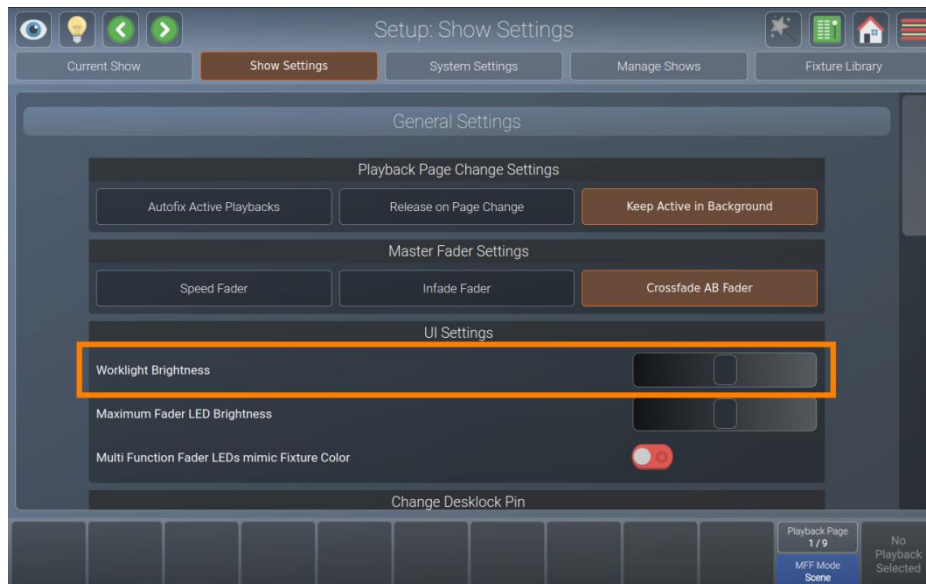 Setup: Show Settings
Current Show
Show Settings
System Settings
Manage Shows
Fixture Library
General Settings
Playback Page Change Settings
Autofix Active Playbacks
Release on Page Change
Keep Active in Background
Master Fader Settings
Speed Fader
Infade Fader
Crossfade AB Fader
UI Settings
Worklight Brightness
Maximum Fader LED Brightness
Multi Function Fader LEDs mimic Fixture Color
Change Desklock Pin
Playback Page
1 / 9
MFF Mode
Scene
No
Playback
Selected